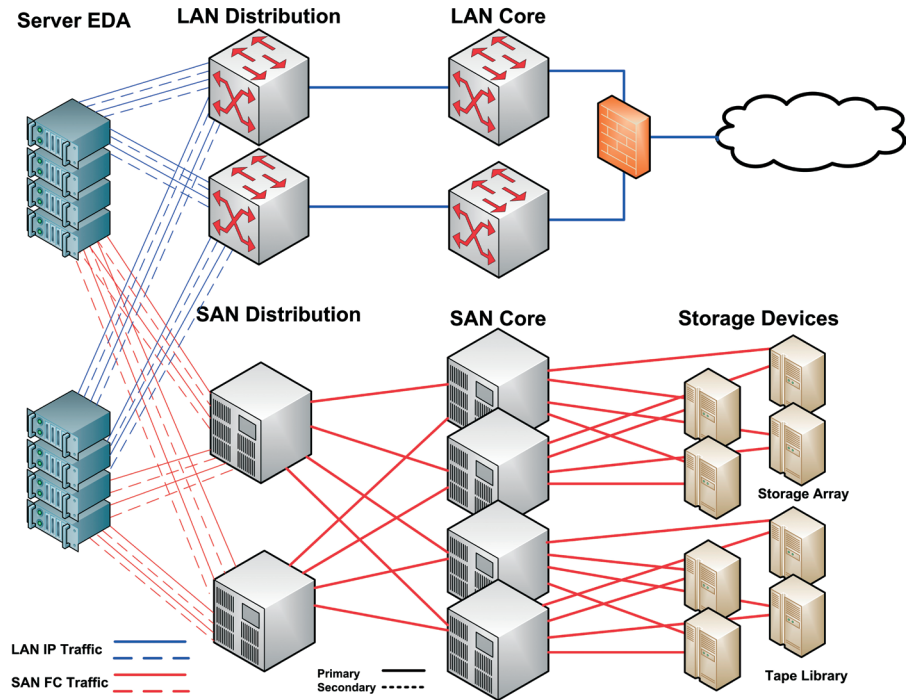 Server EDA
LAN Distribution
LAN Core
SAN Distribution
SAN Core
Storage Devices
Storage Array
Tape Library
LAN IP Traffic
SAN FC Traffic
Primary
Secondary